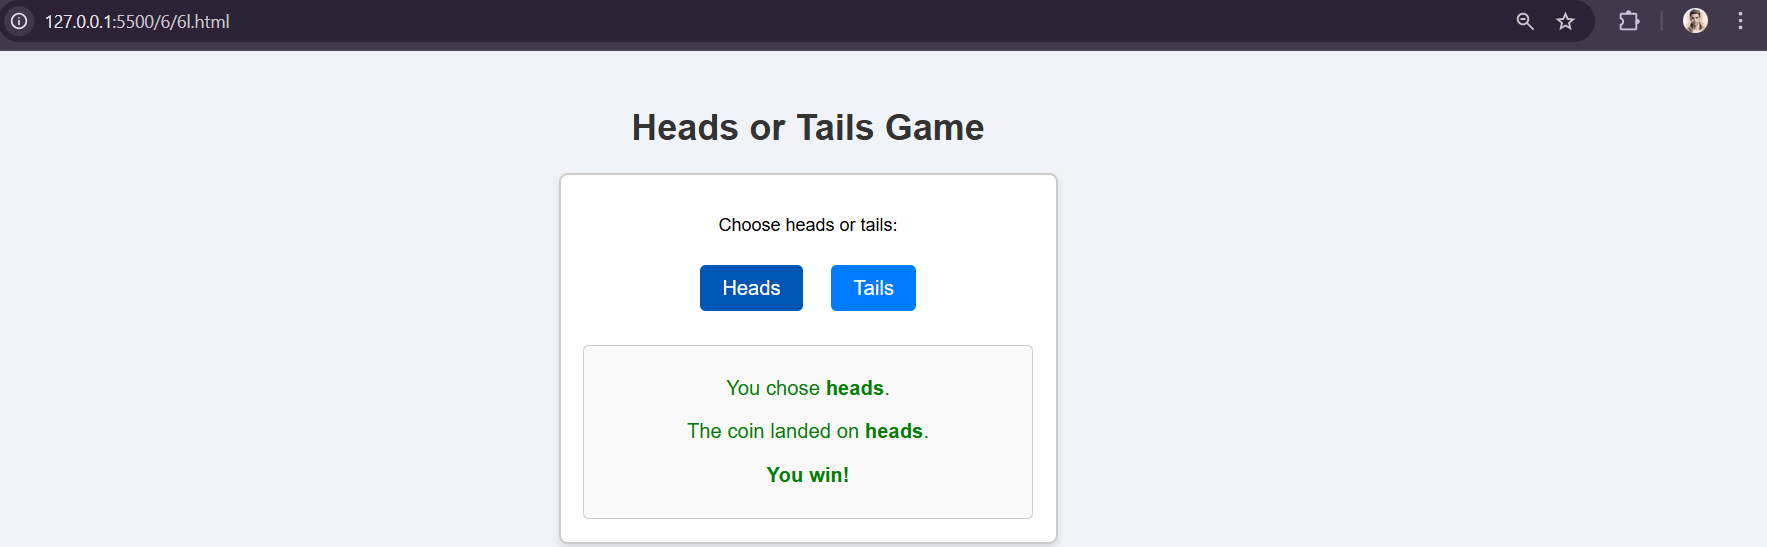 127.0.0.1:5500/6/6l.html
Heads or Tails Game
Choose heads or tails:
Heads Tails
You chose heads.
The coin landed on heads.
You win!